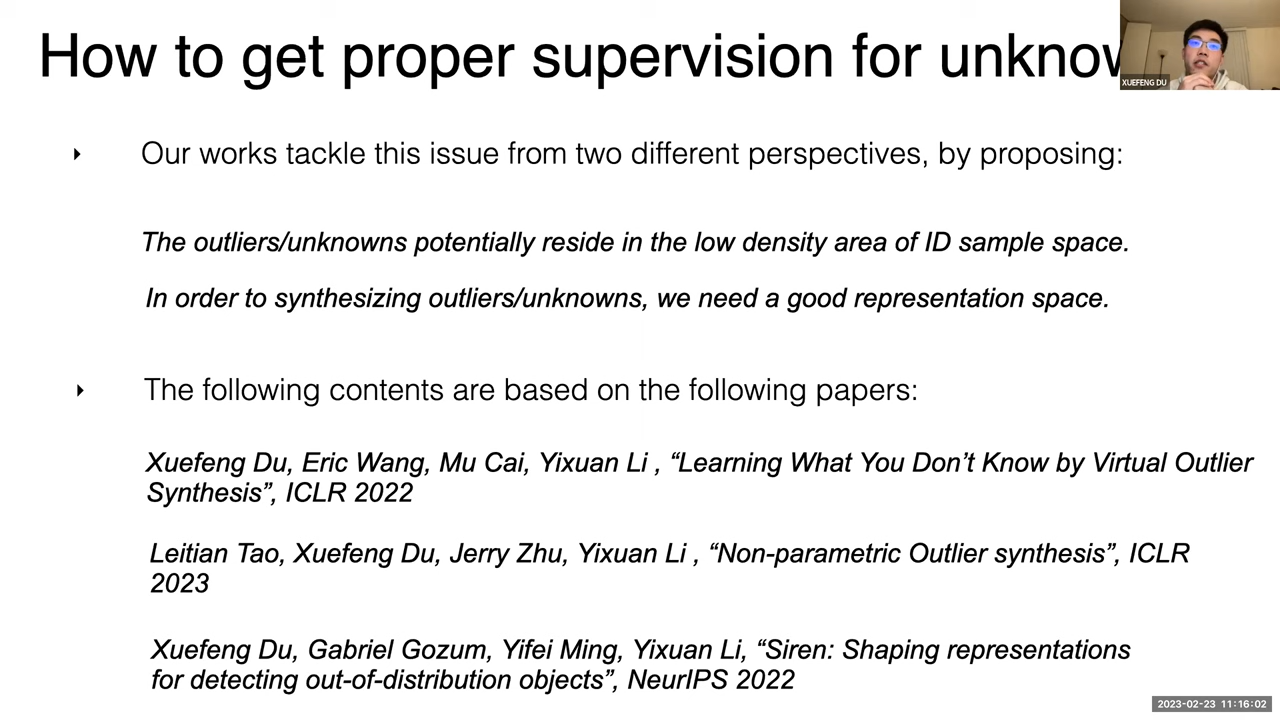 How to get proper supervision for unknow
XUEFENG DU
Our works tackle this issue from two different perspectives, by proposing:
The outliers/unknowns potentially reside in the low density area of ID sample space.
In order to synthesizing outliers/unknowns, we need a good representation space.
The following contents are based on the following papers:
Xuefeng Du, Eric Wang, Mu Cai, Yixuan Li , “Learning What You Don’t Know by Virtual Outlier
Synthesis”, ICLR 2022
Leitian Tao, Xuefeng Du, Jerry Zhu, Yixuan Li , “Non-parametric Outlier synthesis”, ICLR
2023
Xuefeng Du, Gabriel Gozum, Yifei Ming, Yixuan Li, “Siren: Shaping representations
for detecting out-of-distribution objects”, NeurIPS 2022
2023-02-23 11:16:02